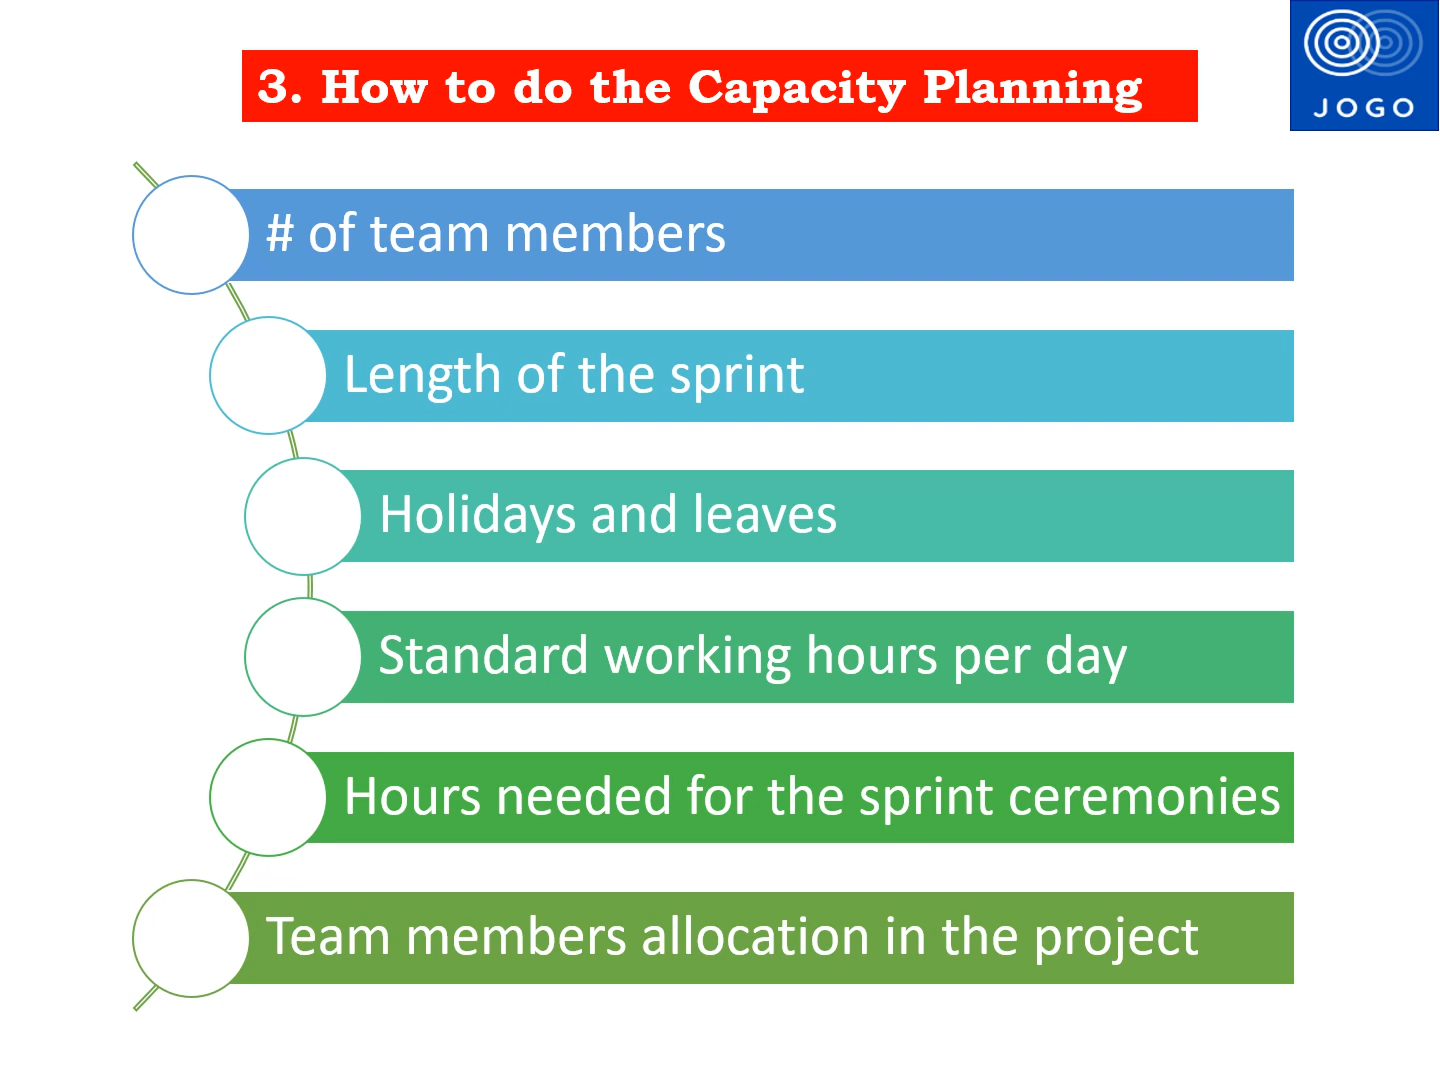 3. How to do the Capacity Planning
JOGO
# of team members
Length of the sprint
Holidays and leaves
Standard working hours per day
Hours needed for the sprint ceremonies
Team members allocation in the project